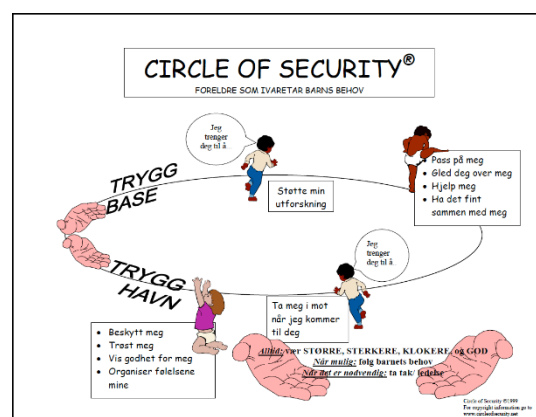 CIRCLE OF SECURITY®
FORELDRE SOM IVARETAR BARNS BEHOV
Jeg
trenger
deg til å..
TRYGG
BASE
Støtte min
utforskning
• Pass på meg
• Gled deg over meg
• Hjelp meg
• Ha det fint
sammen med meg
TRYGG
HAVN
Jeg
trenger
deg til å..
Ta meg i mot
når jeg kommer
til deg
• Beskytt meg
• Trøst meg
• Vis godhet for meg
• Organiser følelsene
mine
Alltid: vær STØRRE, STERKERE, KLOKERE, og GOD
Når mulig: følg barnets behov
Når det er nødvendig: ta tak/ ledelse
Circle of Security ©1999
For copyright information go to
www.circleofsecurity.net